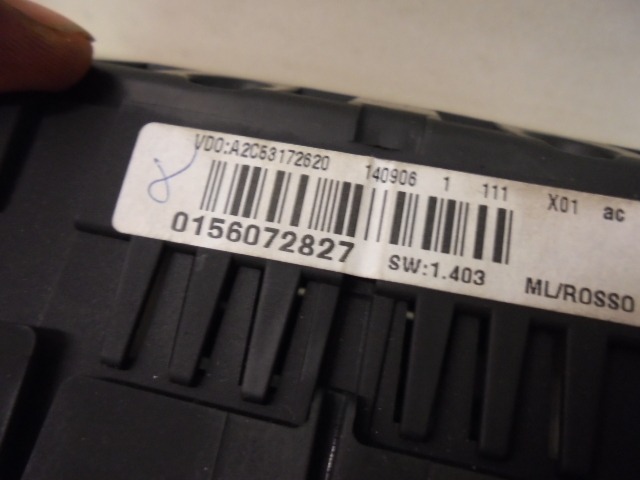 VDO:A2C53172620 140906 1 111 X01 ac
0156072827 SW:1.403 ML/ROSSO